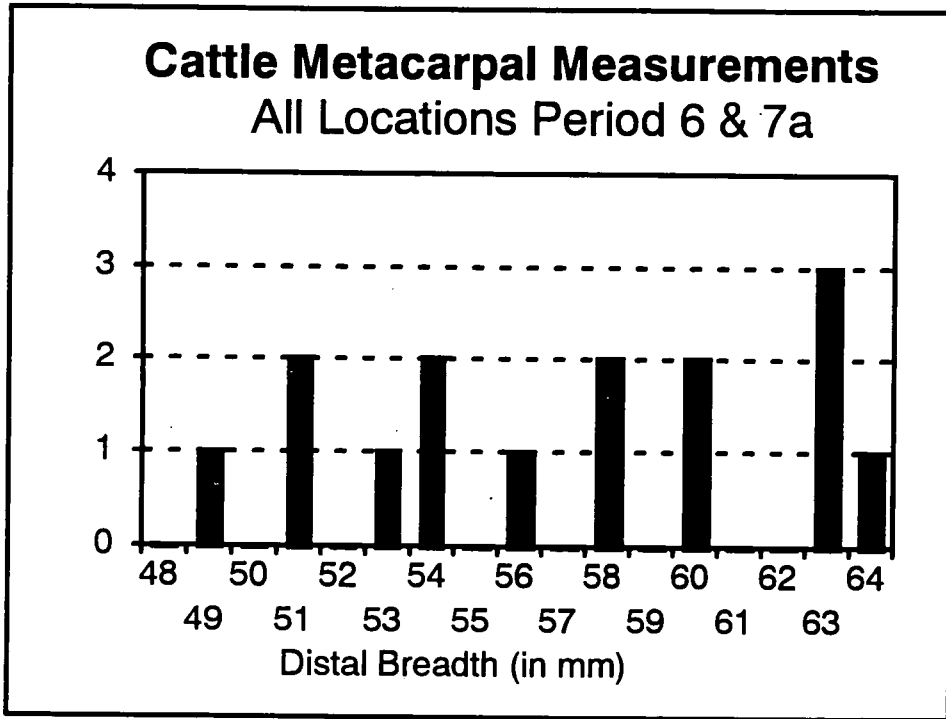 Cattle Metacarpal Measurements
All Locations Period 6 & 7a
4
3
2
1
0
48 50 52 54 56 58 60 62 64
49 51 53 55 57 59 61 63
Distal Breadth (in mm)